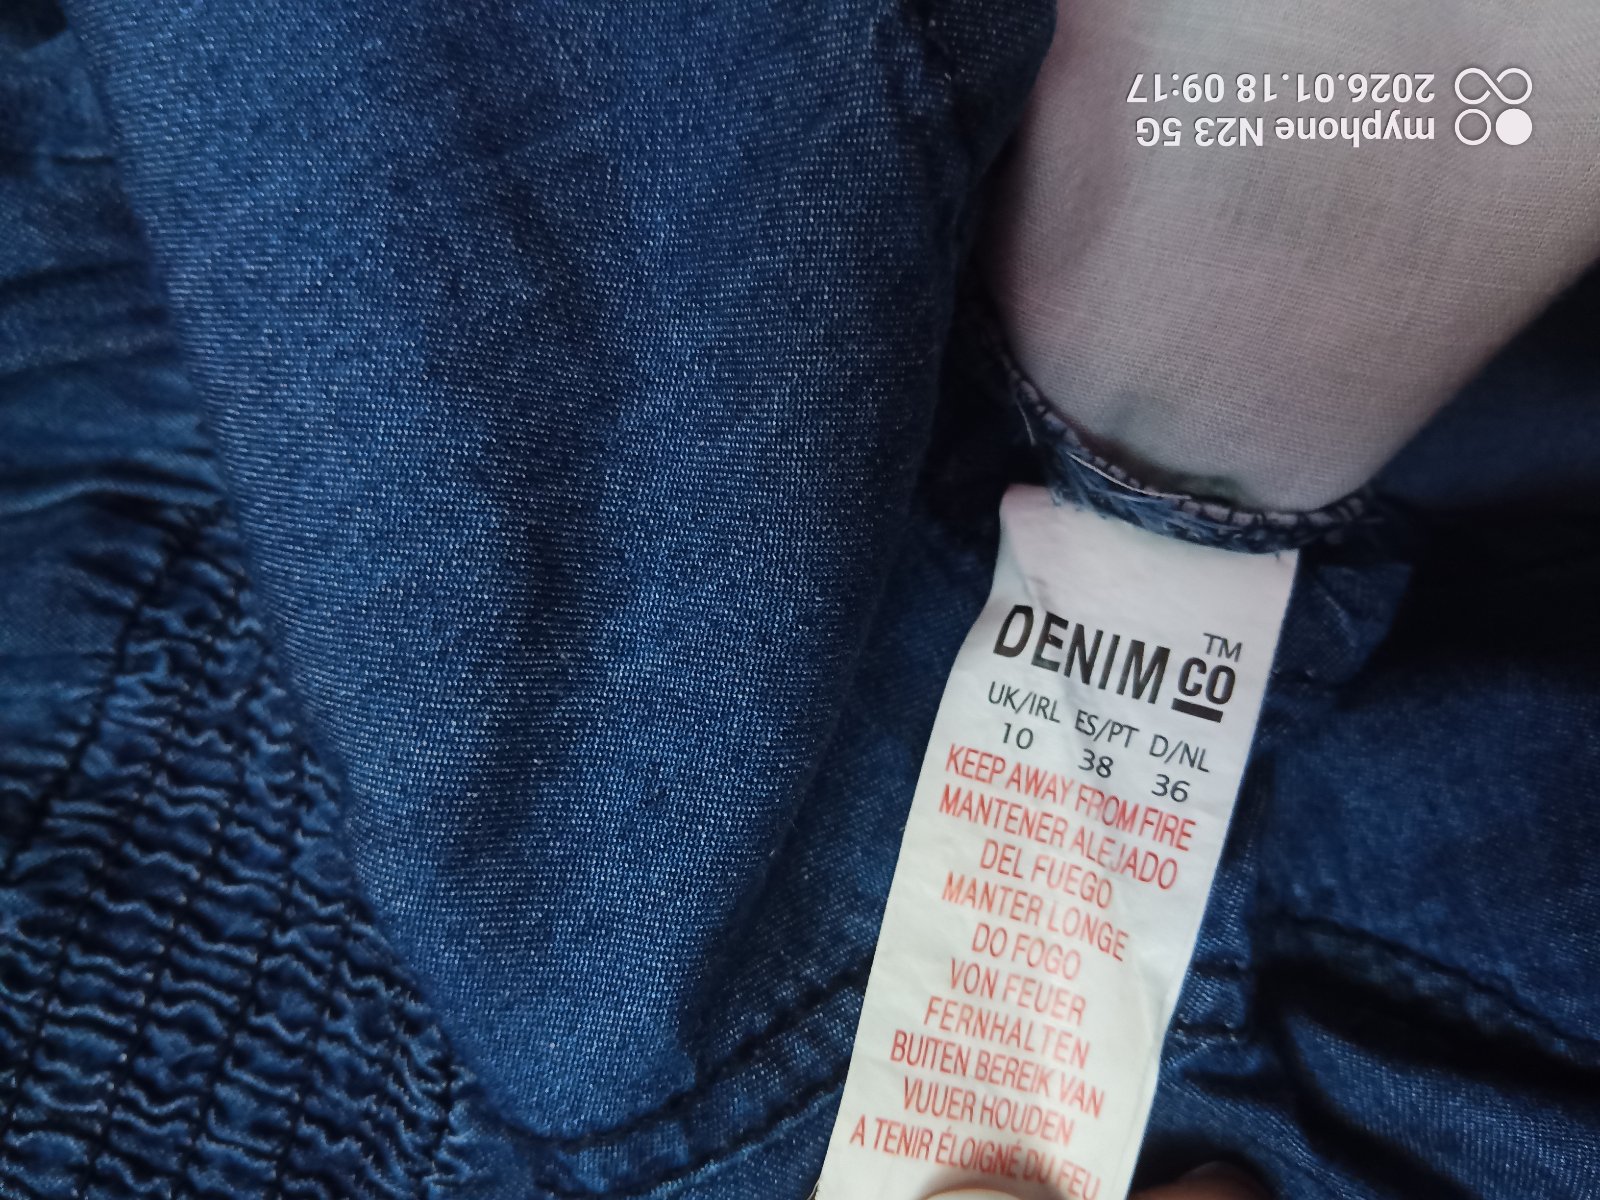 DENIM CO™
UK/IRL ES/PT D/NL
10 38 36
KEEP AWAY FROM FIRE
MANTENER ALEJADO
DEL FUEGO
MANTER LONGE
DO FOGO
VON FEUER
FERNHALTEN
BUITEN BEREIK VAN
VUUER HOUDEN
A TENIR ÉLOIGNÉ DU FEU
myphone N23 5G
2026.01.18 09:17